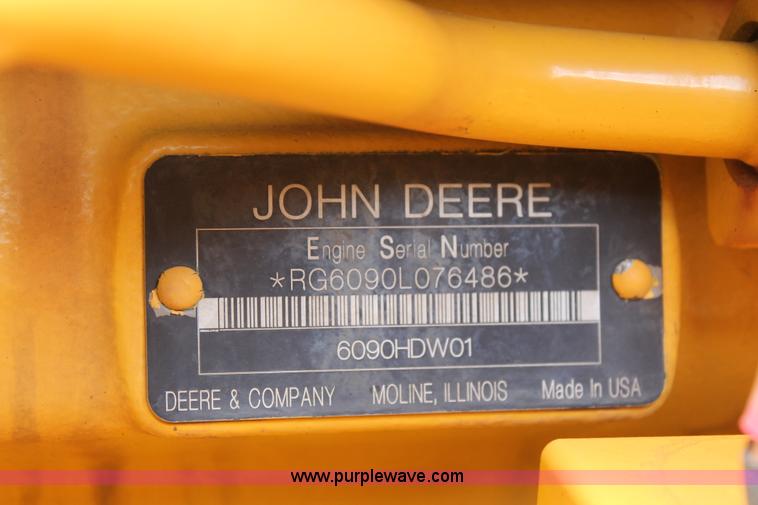 JOHN DEERE
Engine Serial Number
*RG6090L076486*
6090HDW01
DEERE & COMPANY MOLINE, ILLINOIS Made In USA
www.purplewave.com